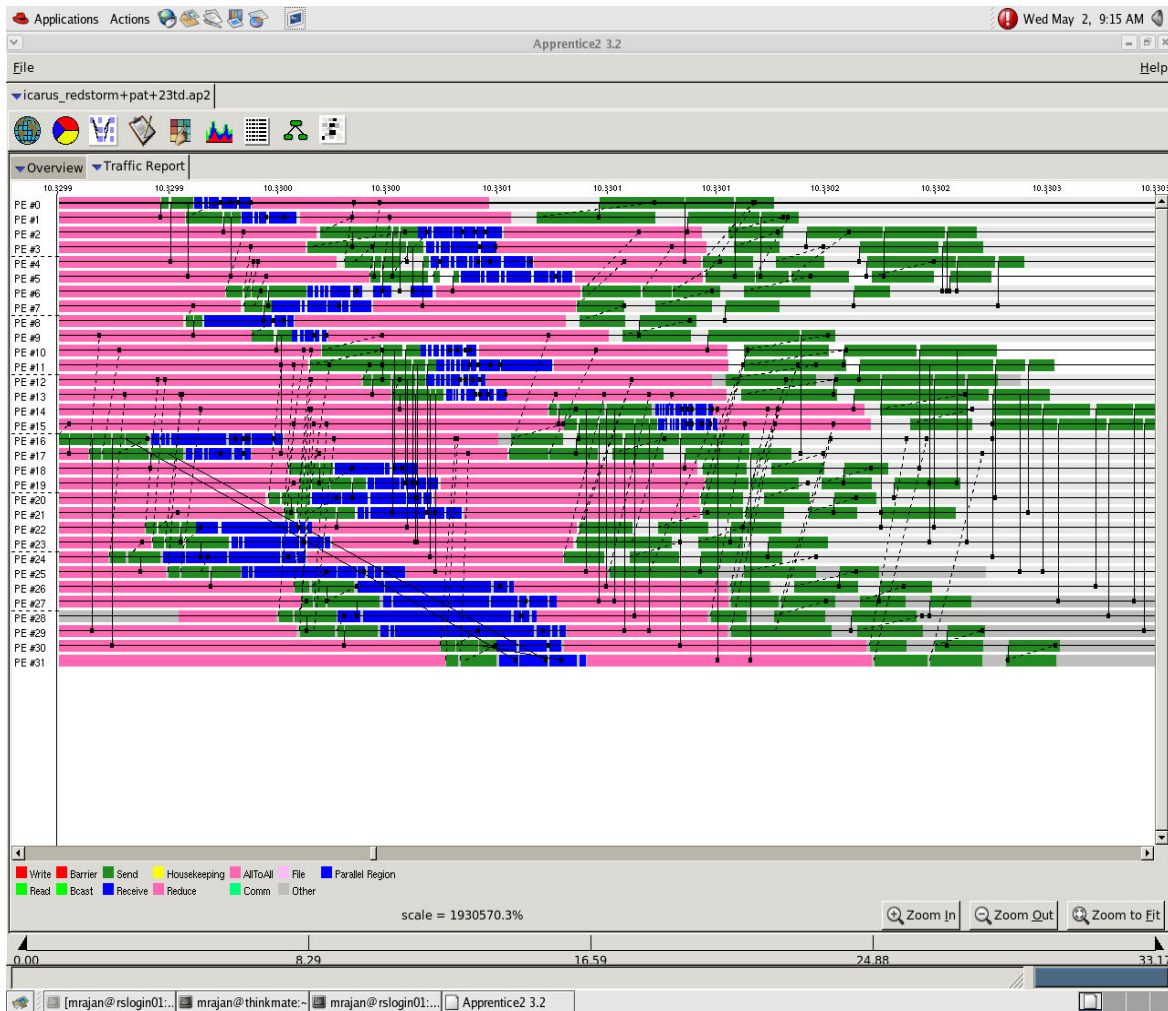 Applications Actions Wed May 2, 9:15 AM
Apprentice2 3.2
File Help
icarus_redstorm+pat+23td.ap2
Overview Traffic Report
10.3299 10.3299 10.3300 10.3300 10.3301 10.3301 10.3301 10.3302 10.3302 10.3303
PE #0
PE #1
PE #2
PE #3
PE #4
PE #5
PE #6
PE #7
PE #8
PE #9
PE #10
PE #11
PE #12
PE #13
PE #14
PE #15
PE #16
PE #17
PE #18
PE #19
PE #20
PE #21
PE #22
PE #23
PE #24
PE #25
PE #26
PE #27
PE #28
PE #29
PE #30
PE #31
Write Barrier Send Housekeeping AllToAll File Parallel Region
Read Bcast Receive Reduce Comm Other
scale = 1930570.3% Zoom In Zoom Out Zoom to Fit
0.00 8.29 16.59 24.88 33.17
[mrajan@rslogin01:... mrajan@thinkmate:~ mrajan@rslogin01:... Apprentice2 3.2